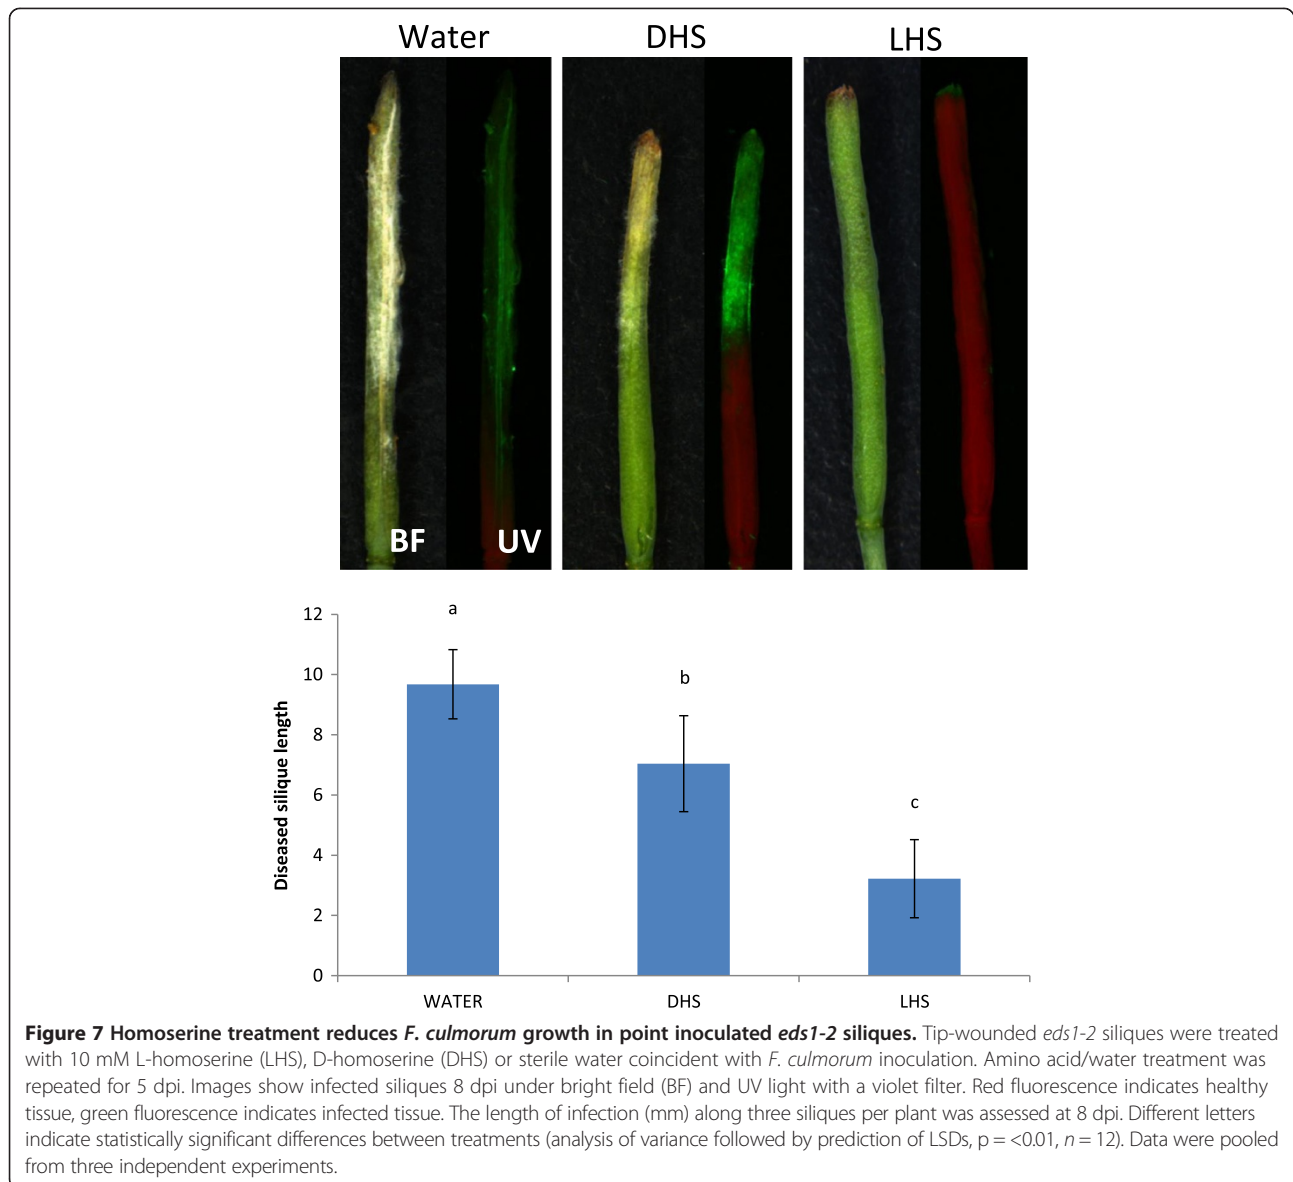 Water DHS LHS
BF UV
12
10
8
6
4
2
0
Diseased silique length
a
b
c
WATER DHS LHS
Figure 7 Homoserine treatment reduces F. culmorum growth in point inoculated eds1-2 siliques. Tip-wounded eds1-2 siliques were treated
with 10 mM L-homoserine (LHS), D-homoserine (DHS) or sterile water coincident with F. culmorum inoculation. Amino acid/water treatment was
repeated for 5 dpi. Images show infected siliques 8 dpi under bright field (BF) and UV light with a violet filter. Red fluorescence indicates healthy
tissue, green fluorescence indicates infected tissue. The length of infection (mm) along three siliques per plant was assessed at 8 dpi. Different letters
indicate statistically significant differences between treatments (analysis of variance followed by prediction of LSDs, p = <0.01, n = 12). Data were pooled
from three independent experiments.